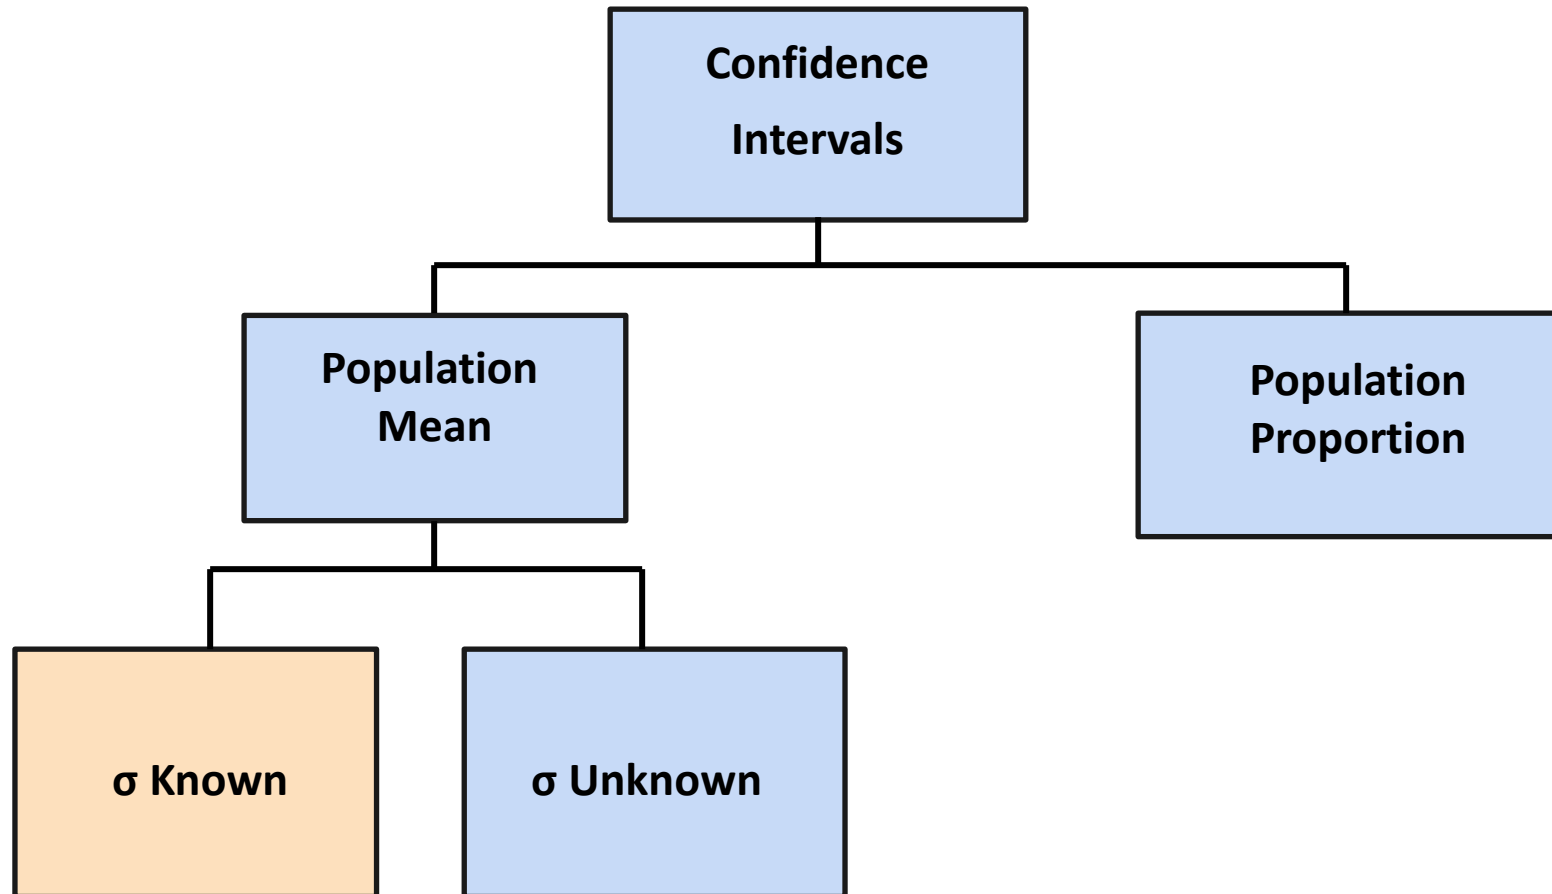 Confidence
Intervals
Population
Mean
Population
Proportion
σ Known
σ Unknown